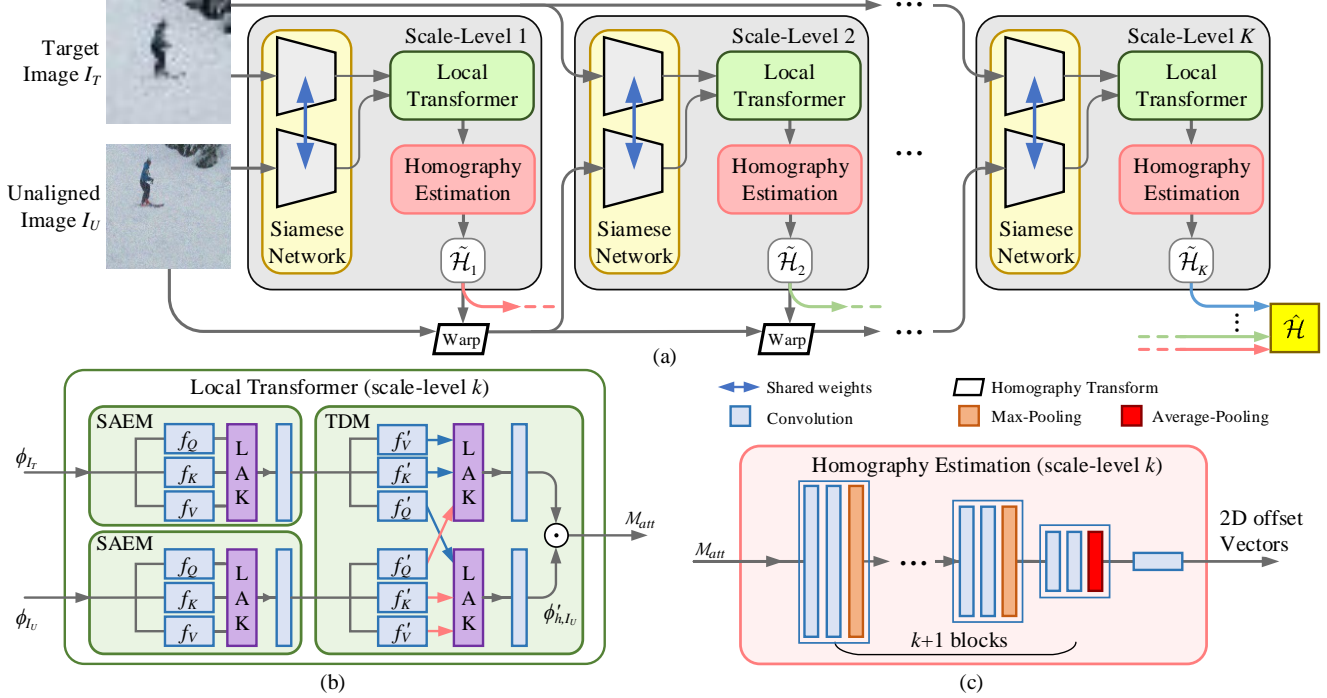 Target
Image I_T
Unaligned
Image I_U
Scale-Level 1
Local
Transformer
Homography
Estimation
Siamese
Network
H̃_1
Warp
Scale-Level 2
Local
Transformer
Homography
Estimation
Siamese
Network
H̃_2
Warp
...
...
...
Scale-Level K
Local
Transformer
Homography
Estimation
Siamese
Network
H̃_K
Ĥ
(a)
Local Transformer (scale-level k)
SAEM
ϕ_{I_T}
f_Q
f_K
f_V
L
A
K
SAEM
ϕ_{I_U}
f_Q
f_K
f_V
L
A
K
TDM
f'_V
f'_K
f'_Q
L
A
K
f'_Q
f'_K
f'_V
L
A
K
M_att
ϕ'_{h,I_U}
(b)
Shared weights
Homography Transform
Convolution
Max-Pooling
Average-Pooling
Homography Estimation (scale-level k)
M_att
...
2D offset
Vectors
k+1 blocks
(c)